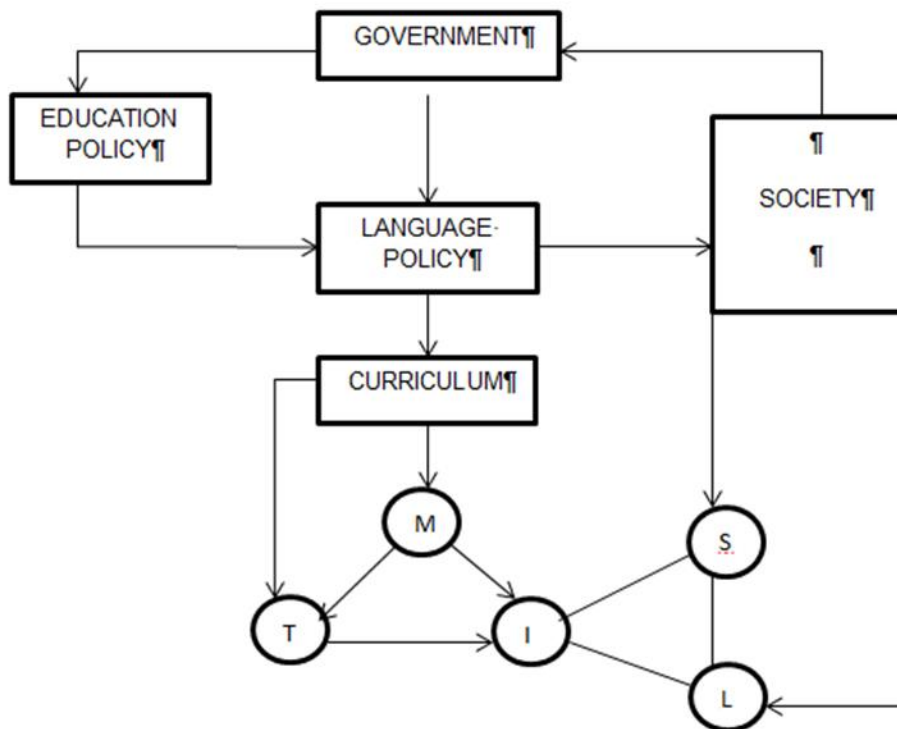 GOVERNMENT¶
EDUCATION
POLICY¶
¶
SOCIETY¶
¶
LANGUAGE·
POLICY¶
CURRICULUM¶
M
S
T
I
L